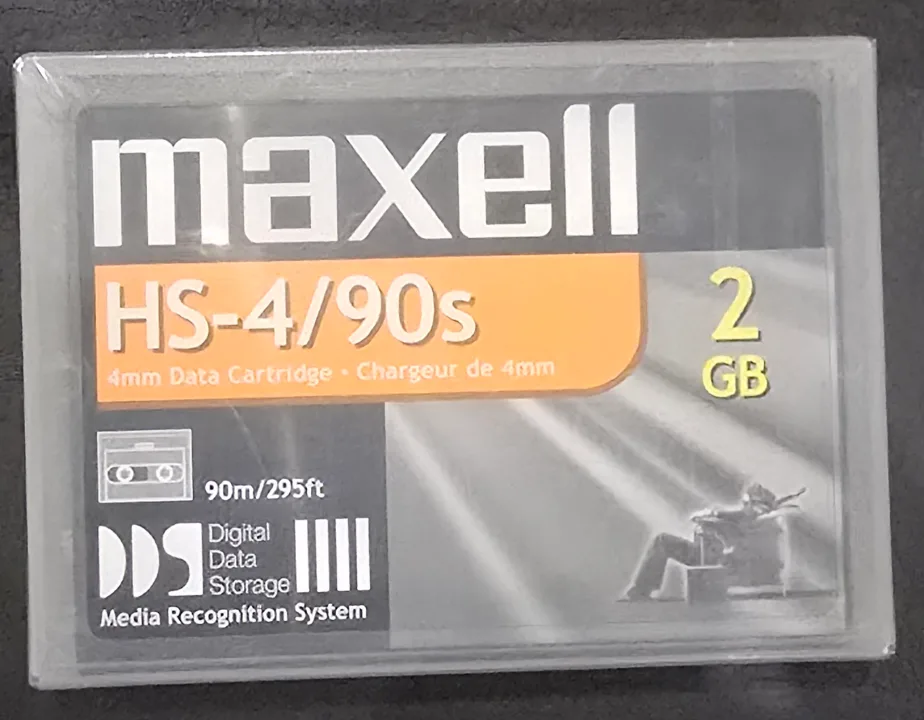 maxell
HS-4/90s
4mm Data Cartridge • Chargeur de 4mm
2
GB
90m/295ft
DDS
Digital
Data
Storage
Media Recognition System